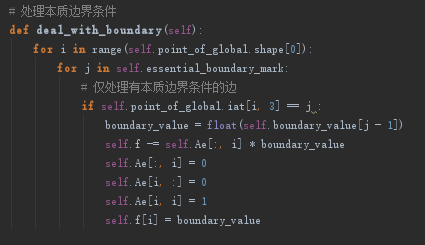 # 处理本质边界条件
def deal_with_boundary(self):
for i in range(self.point_of_global.shape[0]):
for j in self.essential_boundary_mark:
# 仅处理有本质边界条件的边
if self.point_of_global.iat[i, 3] == j:
boundary_value = float(self.boundary_value[j - 1])
self.f -= self.Ae[:, i] * boundary_value
self.Ae[:, i] = 0
self.Ae[i, :] = 0
self.Ae[i, i] = 1
self.f[i] = boundary_value